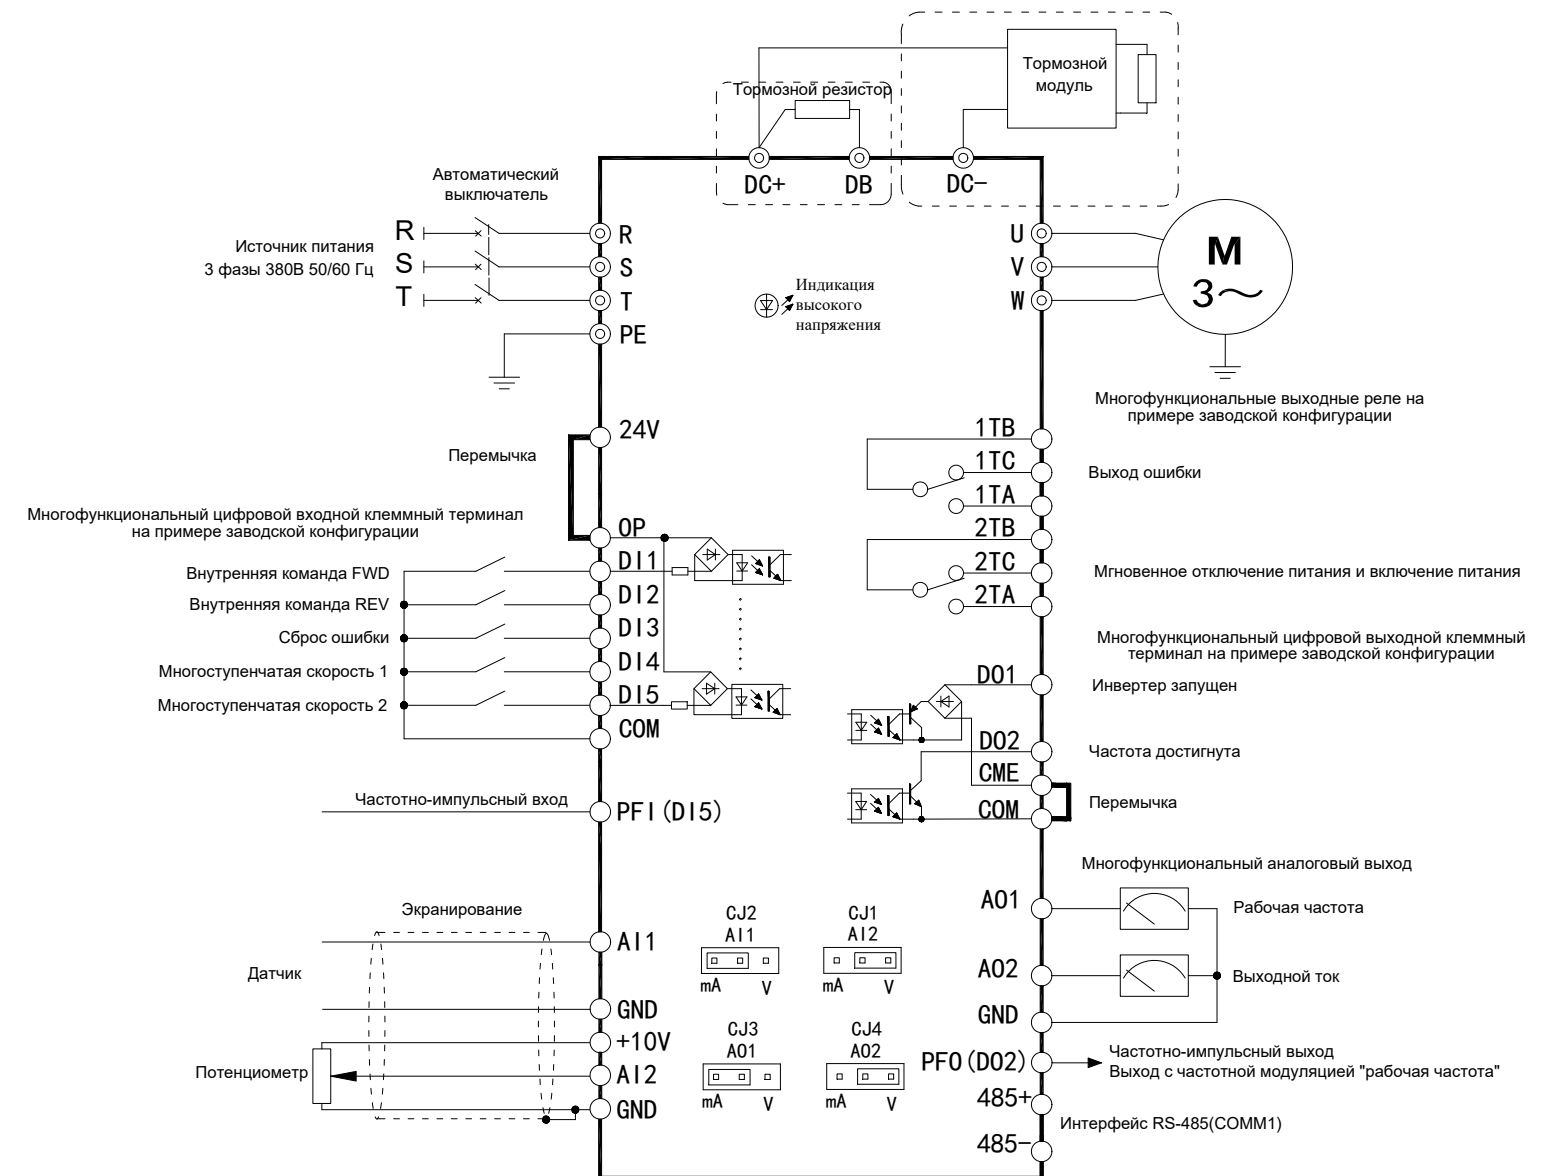 Тормозной
модуль
Тормозной резистор
DC+
DB
DC-
Автоматический
выключатель
Источник питания
3 фазы 380В 50/60 Гц
R
S
T
R
S
T
PE
Индикация
высокого
напряжения
U
V
W
M
3～
24V
Перемычка
Многофункциональный цифровой входной клеммный терминал
на примере заводской конфигурации
OP
Внутренняя команда FWD
DI1
Внутренняя команда REV
DI2
Сброс ошибки
DI3
Многоступенчатая скорость 1
DI4
Многоступенчатая скорость 2
DI5
COM
Частотно-импульсный вход
PFI(DI5)
Многофункциональные выходные реле на
примере заводской конфигурации
1TB
1TC
Выход ошибки
1TA
2TB
2TC
Мгновенное отключение питания и включение питания
2TA
Многофункциональный цифровой выходной клеммный
терминал на примере заводской конфигурации
DO1
Инвертер запущен
DO2
Частота достигнута
CME
Перемычка
COM
Экранирование
AI1
Датчик
GND
+10V
Потенциометр
AI2
GND
CJ2
AI1
mA V
CJ1
AI2
mA V
CJ3
AO1
mA V
CJ4
AO2
mA V
Многофункциональный аналоговый выход
AO1
Рабочая частота
AO2
Выходной ток
GND
PFO(DO2)
Частотно-импульсный выход
Выход с частотной модуляцией "рабочая частота"
485+
Интерфейс RS-485(COMM1)
485-